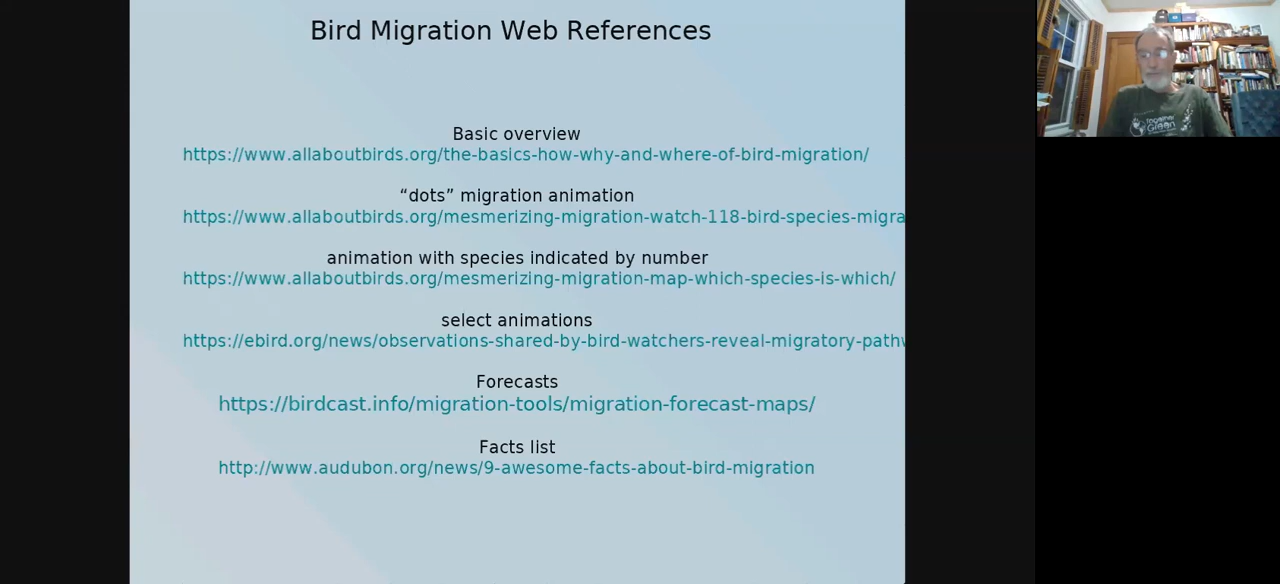 Bird Migration Web References
Basic overview
https://www.allaboutbirds.org/the-basics-how-why-and-where-of-bird-migration/
“dots” migration animation
https://www.allaboutbirds.org/mesmerizing-migration-watch-118-bird-species-migra
animation with species indicated by number
https://www.allaboutbirds.org/mesmerizing-migration-map-which-species-is-which/
select animations
https://ebird.org/news/observations-shared-by-bird-watchers-reveal-migratory-path
Forecasts
https://birdcast.info/migration-tools/migration-forecast-maps/
Facts list
http://www.audubon.org/news/9-awesome-facts-about-bird-migration
Together
Green